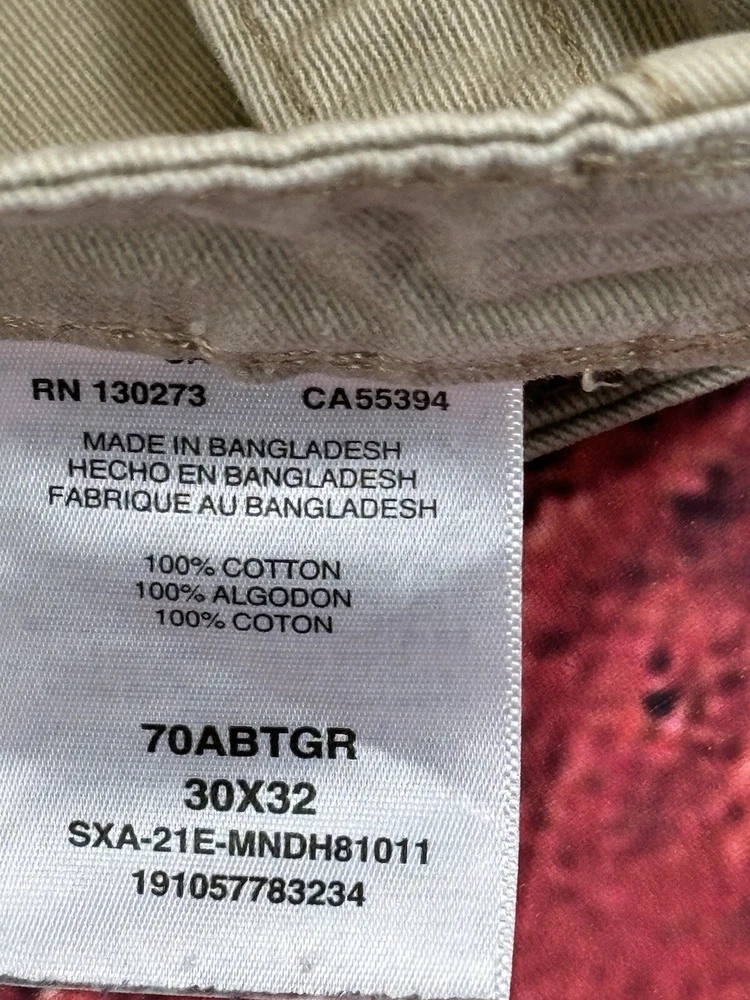 RN 130273 CA55394
MADE IN BANGLADESH
HECHO EN BANGLADESH
FABRIQUE AU BANGLADESH
100% COTTON
100% ALGODON
100% COTON
70ABTGR
30X32
SXA-21E-MNDH81011
191057783234